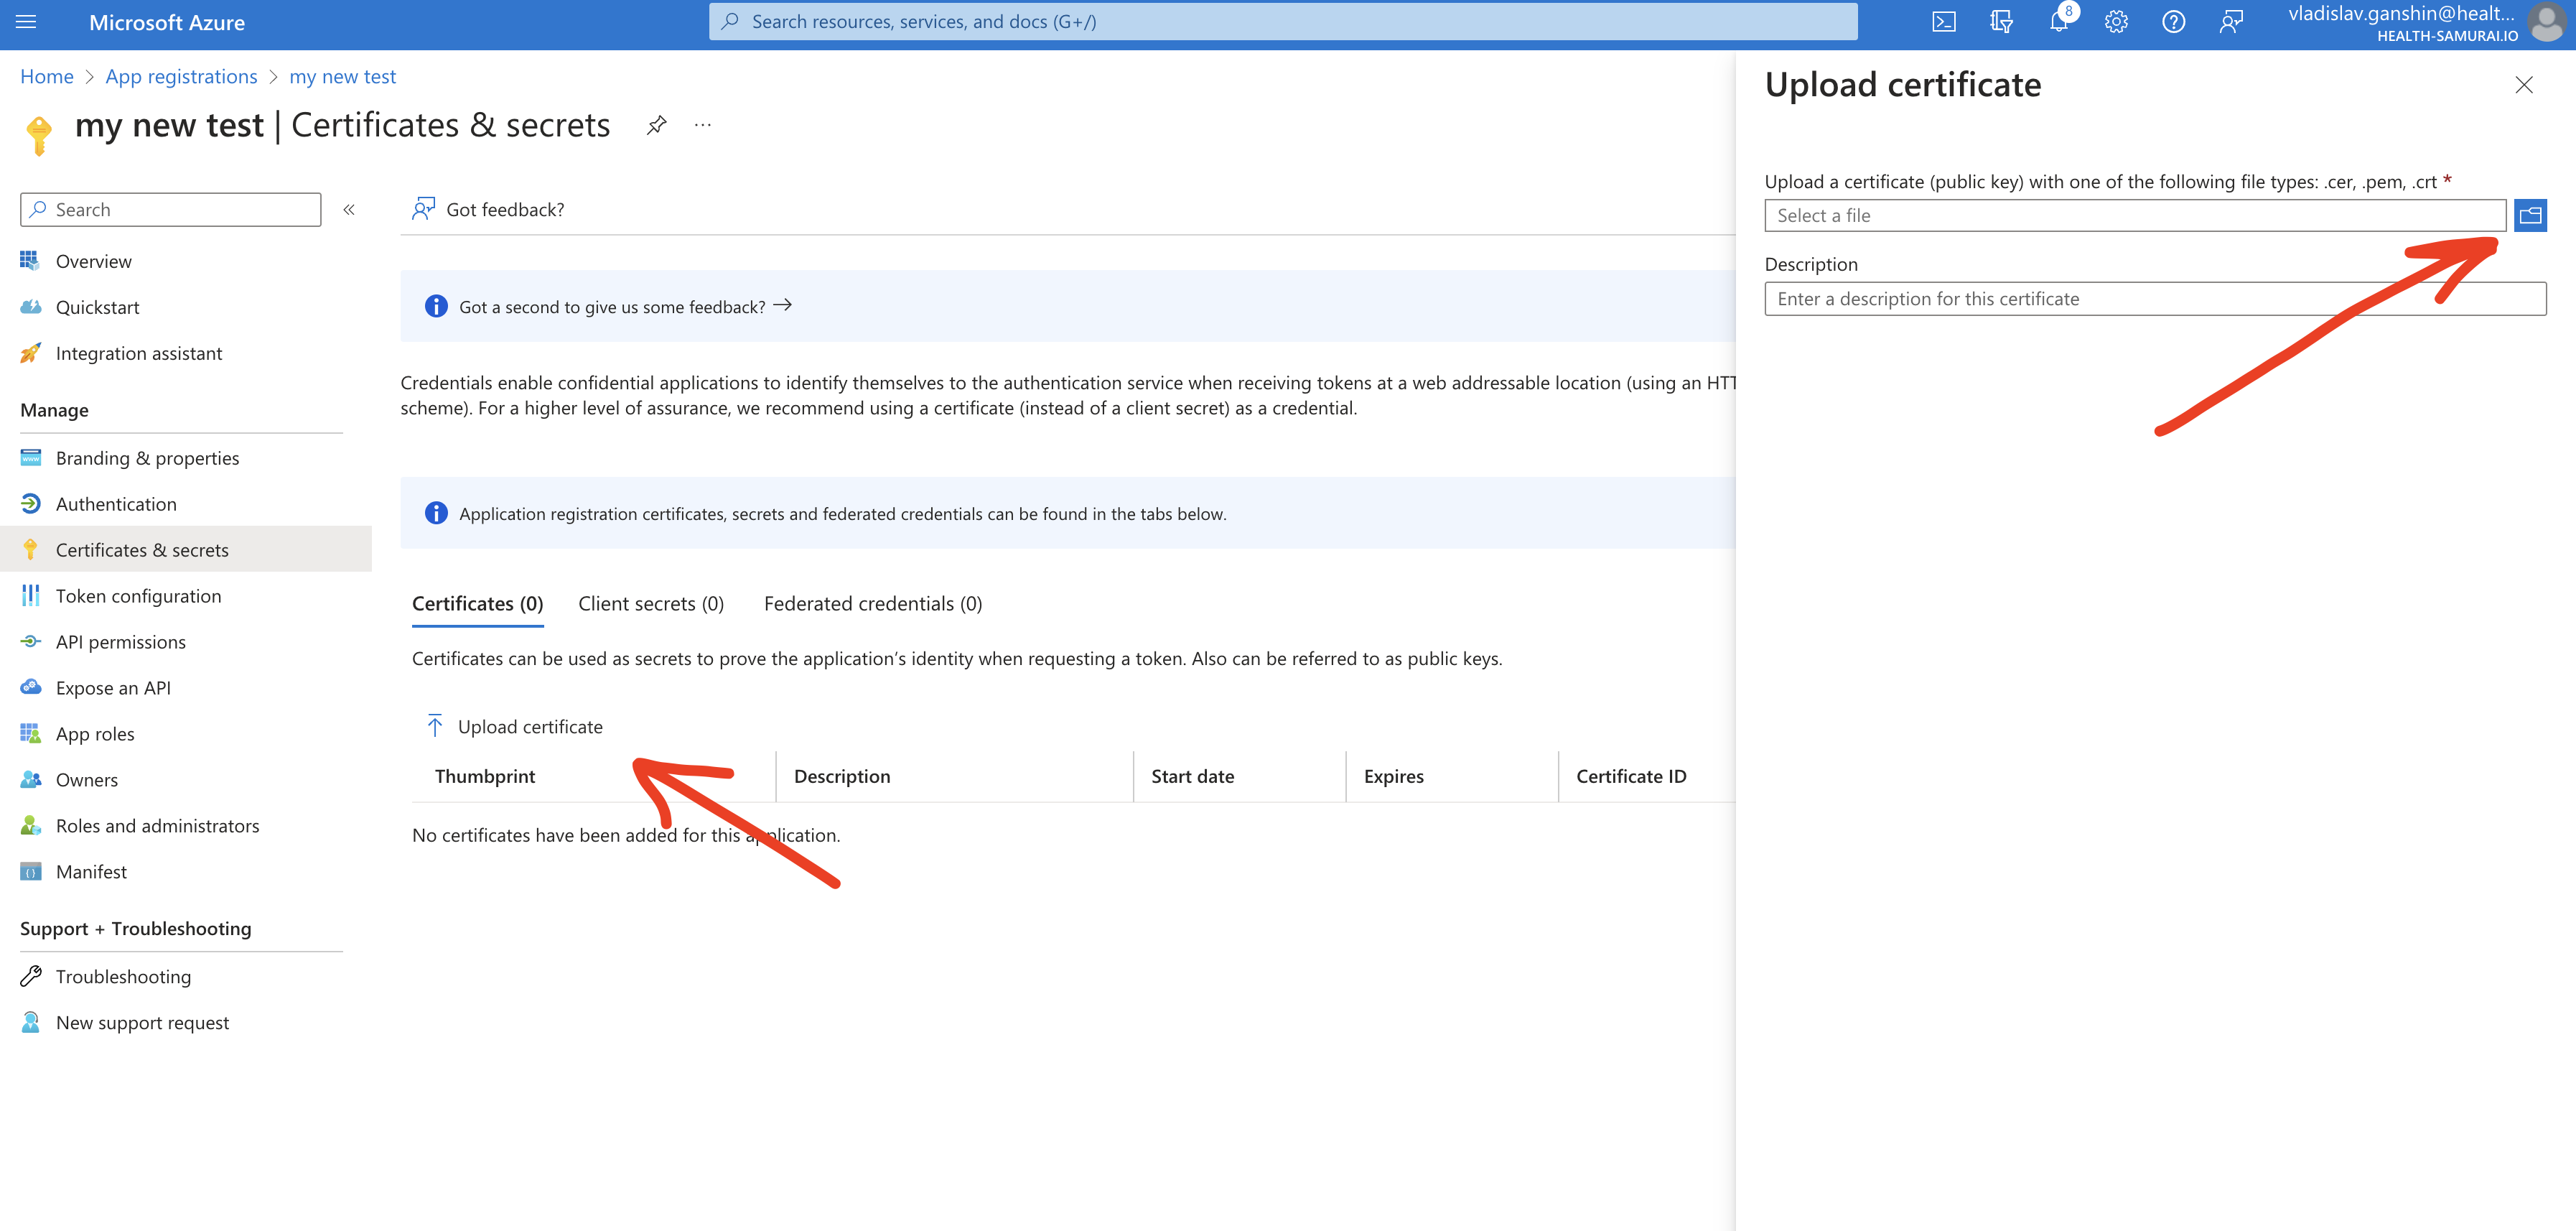 Microsoft Azure
Search resources, services, and docs (G+/)
8
vladislav.ganshin@healt...
HEALTH-SAMURAI.IO
Home > App registrations > my new test
my new test | Certificates & secrets
...
Search
«
Overview
Quickstart
Integration assistant
Manage
Branding & properties
Authentication
Certificates & secrets
Token configuration
API permissions
Expose an API
App roles
Owners
Roles and administrators
Manifest
Support + Troubleshooting
Troubleshooting
New support request
Got feedback?
Got a second to give us some feedback? →
Credentials enable confidential applications to identify themselves to the authentication service when receiving tokens at a web addressable location (using an HTT
scheme). For a higher level of assurance, we recommend using a certificate (instead of a client secret) as a credential.
Application registration certificates, secrets and federated credentials can be found in the tabs below.
Certificates (0) Client secrets (0) Federated credentials (0)
Certificates can be used as secrets to prove the application’s identity when requesting a token. Also can be referred to as public keys.
Upload certificate
Thumbprint Description Start date Expires Certificate ID
No certificates have been added for this application.
Upload certificate
Upload a certificate (public key) with one of the following file types: .cer, .pem, .crt *
Select a file
Description
Enter a description for this certificate